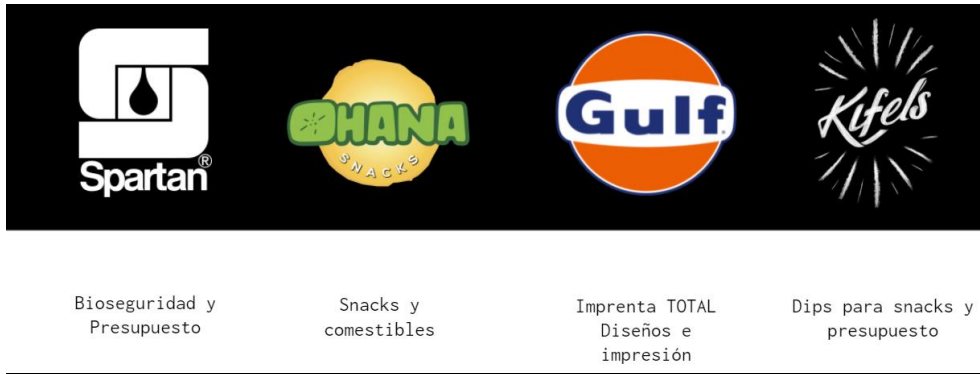 Spartan®
OHANA
SNACKS
Gulf
Kifels
Bioseguridad y
Presupuesto
Snacks y
comestibles
Imprenta TOTAL
Diseños e
impresión
Dips para snacks y
presupuesto